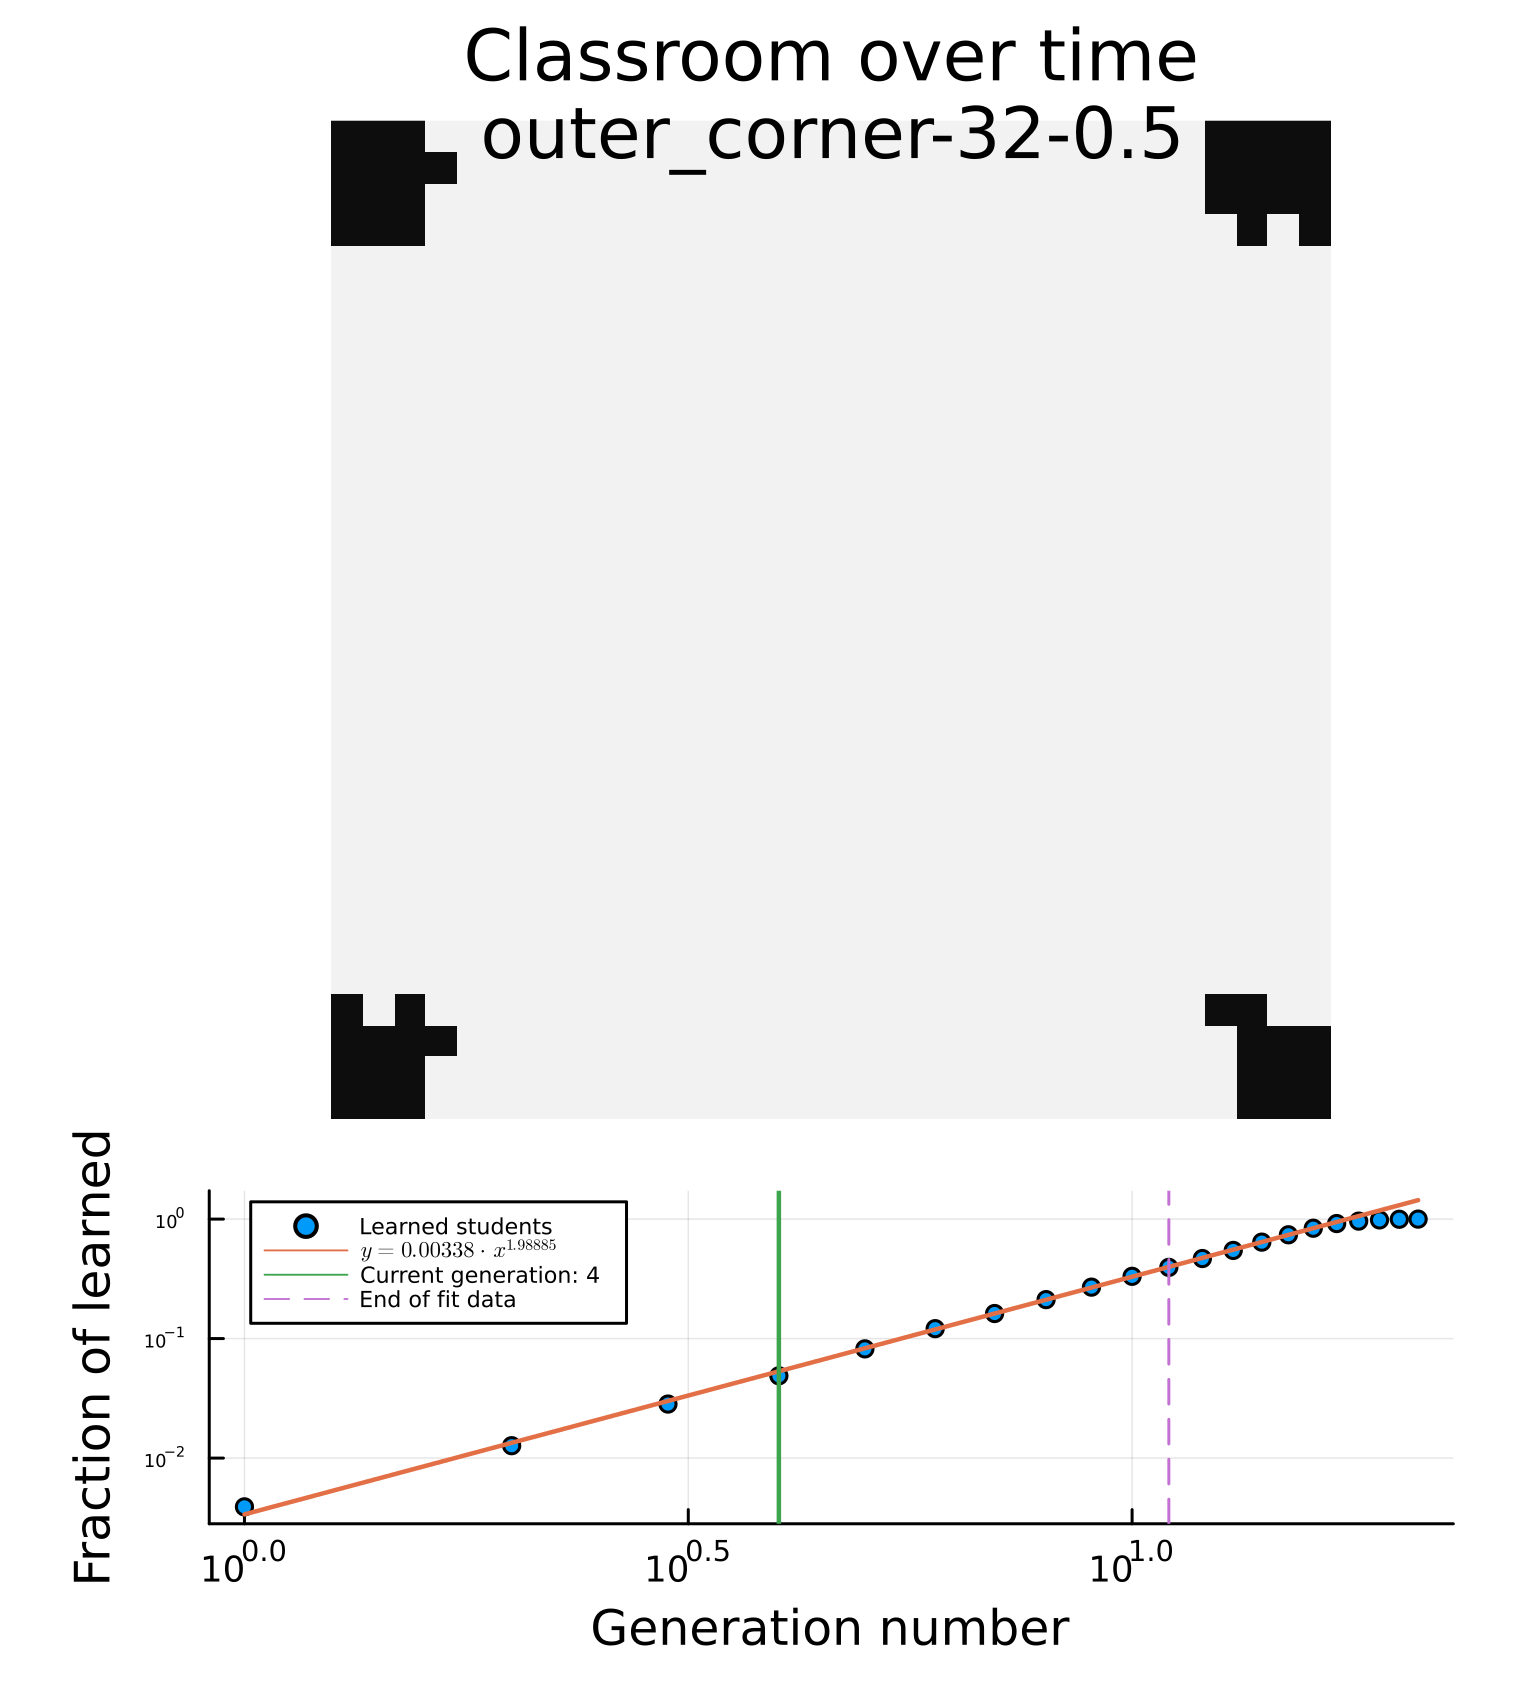 Classroom over time
outer_corner-32-0.5
Fraction of learned
10⁰
10⁻¹
10⁻²
Learned students
y = 0.00338 · x^1.98885
Current generation: 4
End of fit data
10^0.0
10^0.5
10^1.0
Generation number